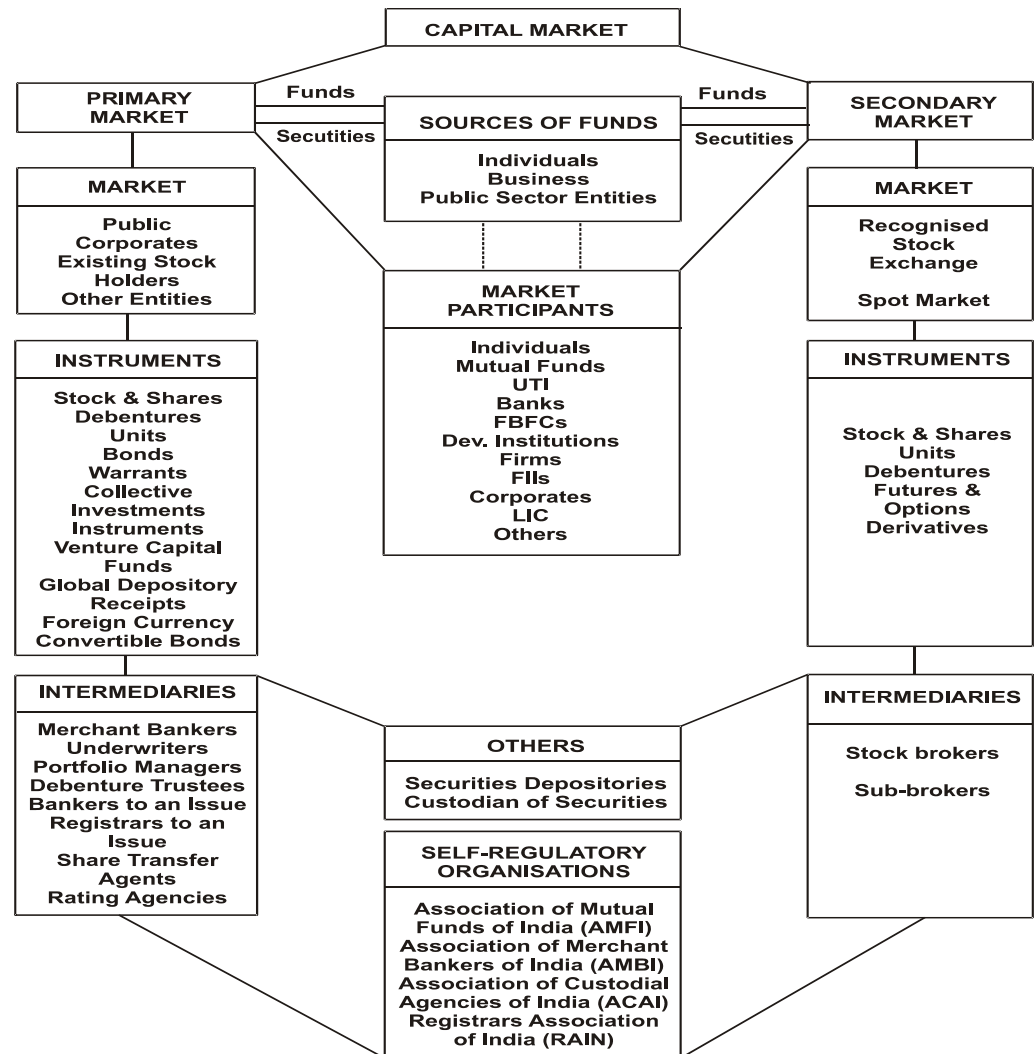 CAPITAL MARKET
PRIMARY
MARKET
Funds
Secutities
SOURCES OF FUNDS
Individuals
Business
Public Sector Entities
Funds
Secutities
SECONDARY
MARKET
MARKET
Public
Corporates
Existing Stock
Holders
Other Entities
MARKET
PARTICIPANTS
Individuals
Mutual Funds
UTI
Banks
FBFCs
Dev. Institutions
Firms
FIIs
Corporates
LIC
Others
MARKET
Recognised
Stock
Exchange
Spot Market
INSTRUMENTS
Stock & Shares
Debentures
Units
Bonds
Warrants
Collective
Investments
Instruments
Venture Capital
Funds
Global Depository
Receipts
Foreign Currency
Convertible Bonds
INSTRUMENTS
Stock & Shares
Units
Debentures
Futures &
Options
Derivatives
INTERMEDIARIES
Merchant Bankers
Underwriters
Portfolio Managers
Debenture Trustees
Bankers to an Issue
Registrars to an
Issue
Share Transfer
Agents
Rating Agencies
OTHERS
Securities Depositories
Custodian of Securities
SELF-REGULATORY
ORGANISATIONS
Association of Mutual
Funds of India (AMFI)
Association of Merchant
Bankers of India (AMBI)
Association of Custodial
Agencies of India (ACAI)
Registrars Association
of India (RAIN)
INTERMEDIARIES
Stock brokers
Sub-brokers